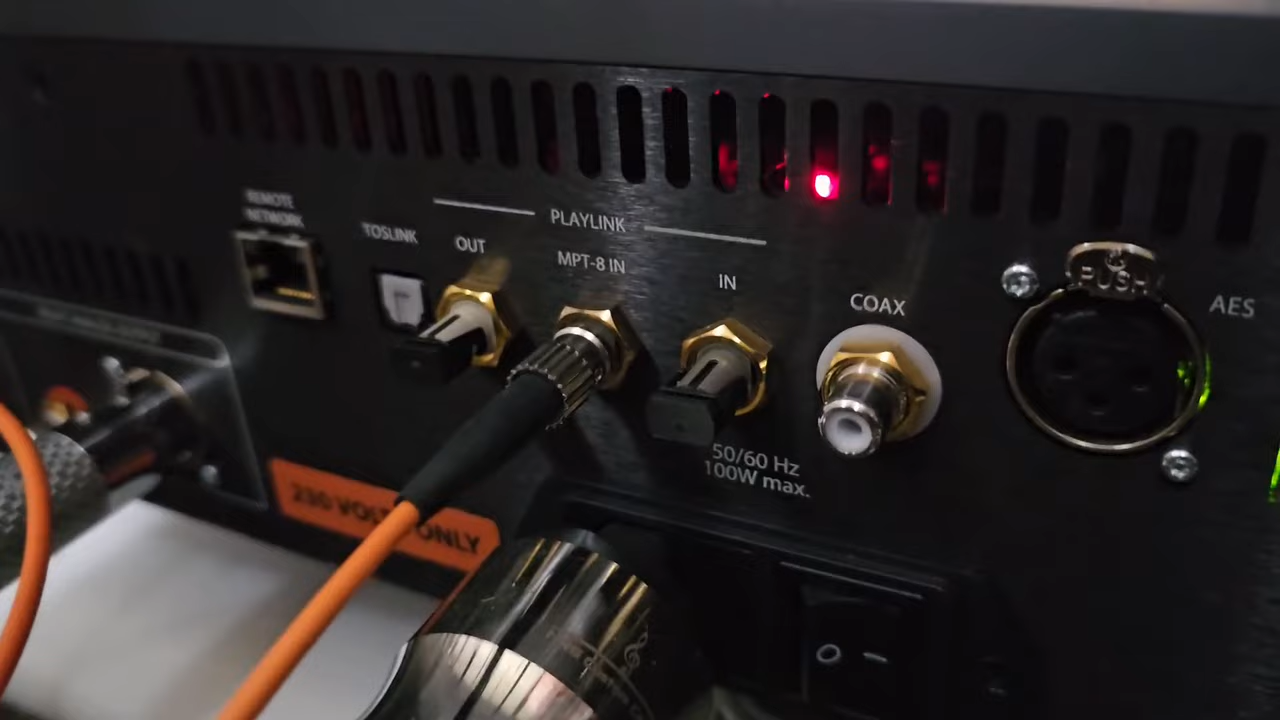 REMOTE
NETWORK
TOSLINK
PLAYLINK
OUT
MPT-8 IN
IN
COAX
PUSH
AES
50/60 Hz
100W max.
230 VOLTS ONLY
O –